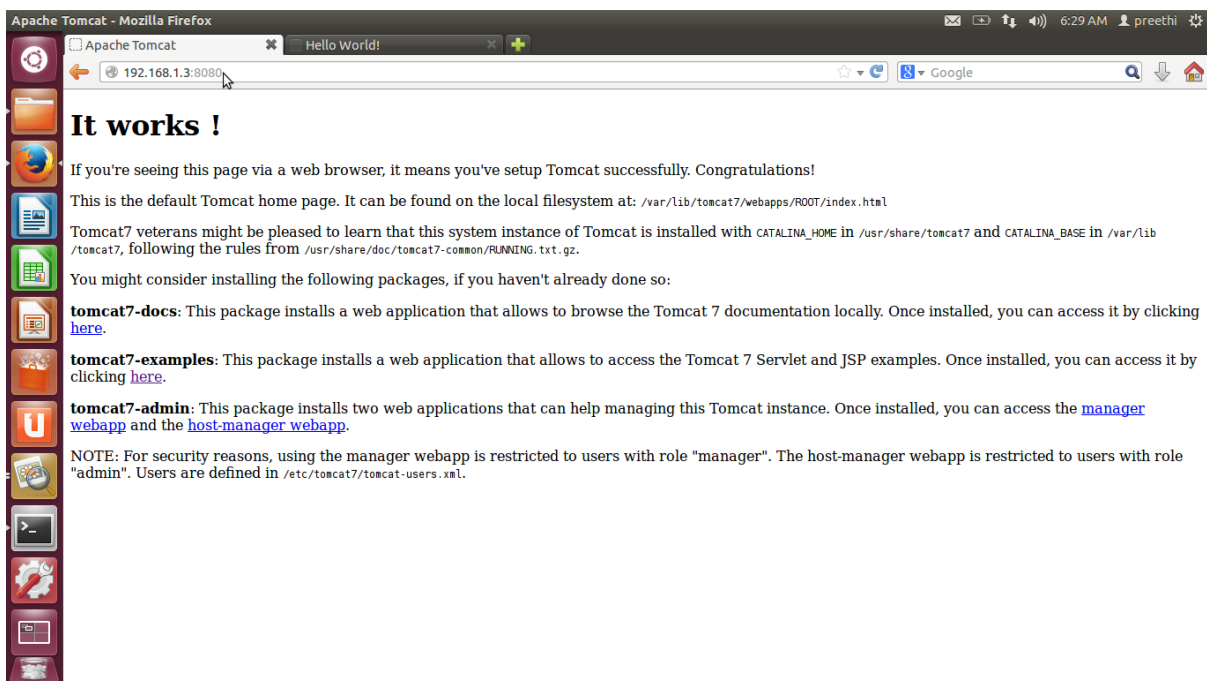 Apache Tomcat - Mozilla Firefox
6:29 AM preethi
Apache Tomcat
Hello World!
192.168.1.3:8080
Google
It works !
If you're seeing this page via a web browser, it means you've setup Tomcat successfully. Congratulations!
This is the default Tomcat home page. It can be found on the local filesystem at: /var/lib/tomcat7/webapps/ROOT/index.html
Tomcat7 veterans might be pleased to learn that this system instance of Tomcat is installed with CATALINA_HOME in /usr/share/tomcat7 and CATALINA_BASE in /var/lib
/tomcat7, following the rules from /usr/share/doc/tomcat7-common/RUNNING.txt.gz.
You might consider installing the following packages, if you haven't already done so:
tomcat7-docs: This package installs a web application that allows to browse the Tomcat 7 documentation locally. Once installed, you can access it by clicking
here.
tomcat7-examples: This package installs a web application that allows to access the Tomcat 7 Servlet and JSP examples. Once installed, you can access it by
clicking here.
tomcat7-admin: This package installs two web applications that can help managing this Tomcat instance. Once installed, you can access the manager
webapp and the host-manager webapp.
NOTE: For security reasons, using the manager webapp is restricted to users with role "manager". The host-manager webapp is restricted to users with role
"admin". Users are defined in /etc/tomcat7/tomcat-users.xml.